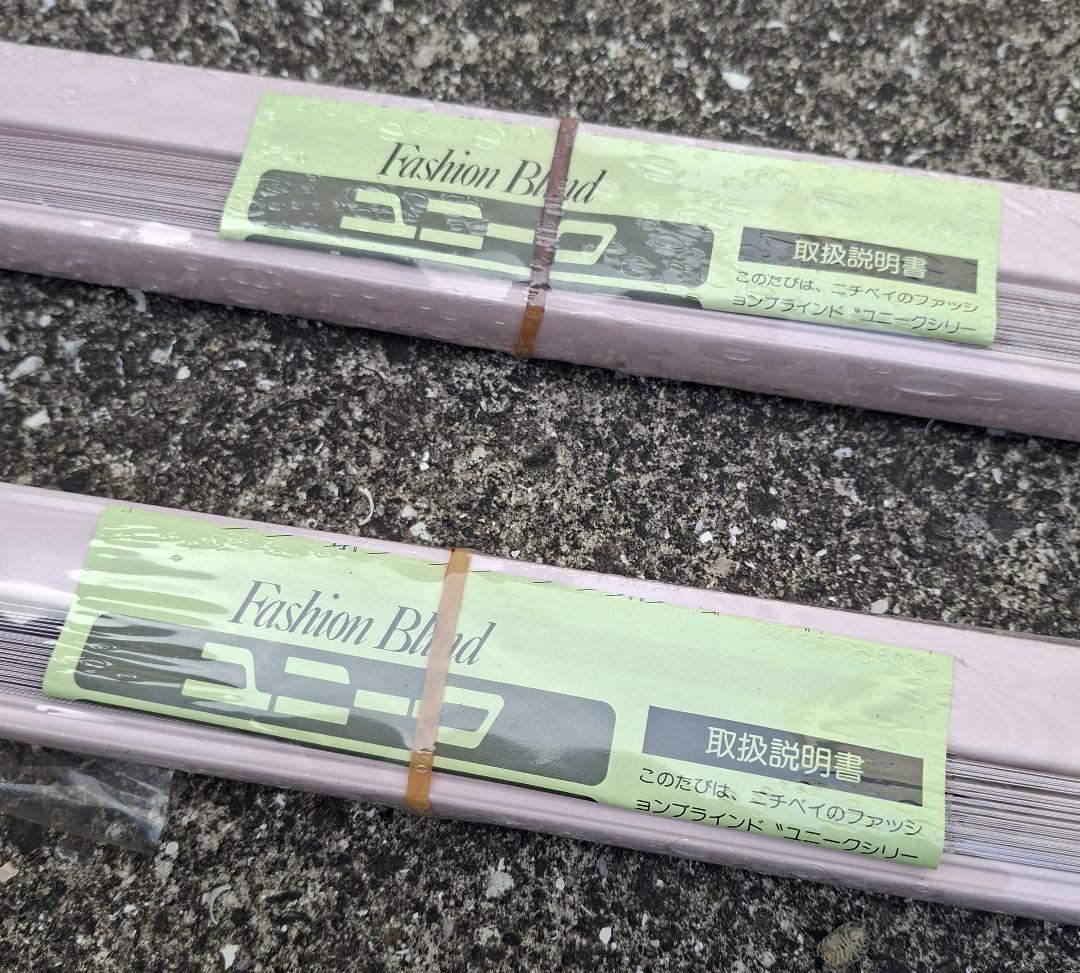 Fashion Blind
ユニーク
取扱説明書
このたびは、ニチベイのファッシ
ョンブラインド〝ユニークシリー
Fashion Blind
ユニーク
取扱説明書
このたびは、ニチベイのファッシ
ョンブラインド〝ユニークシリー